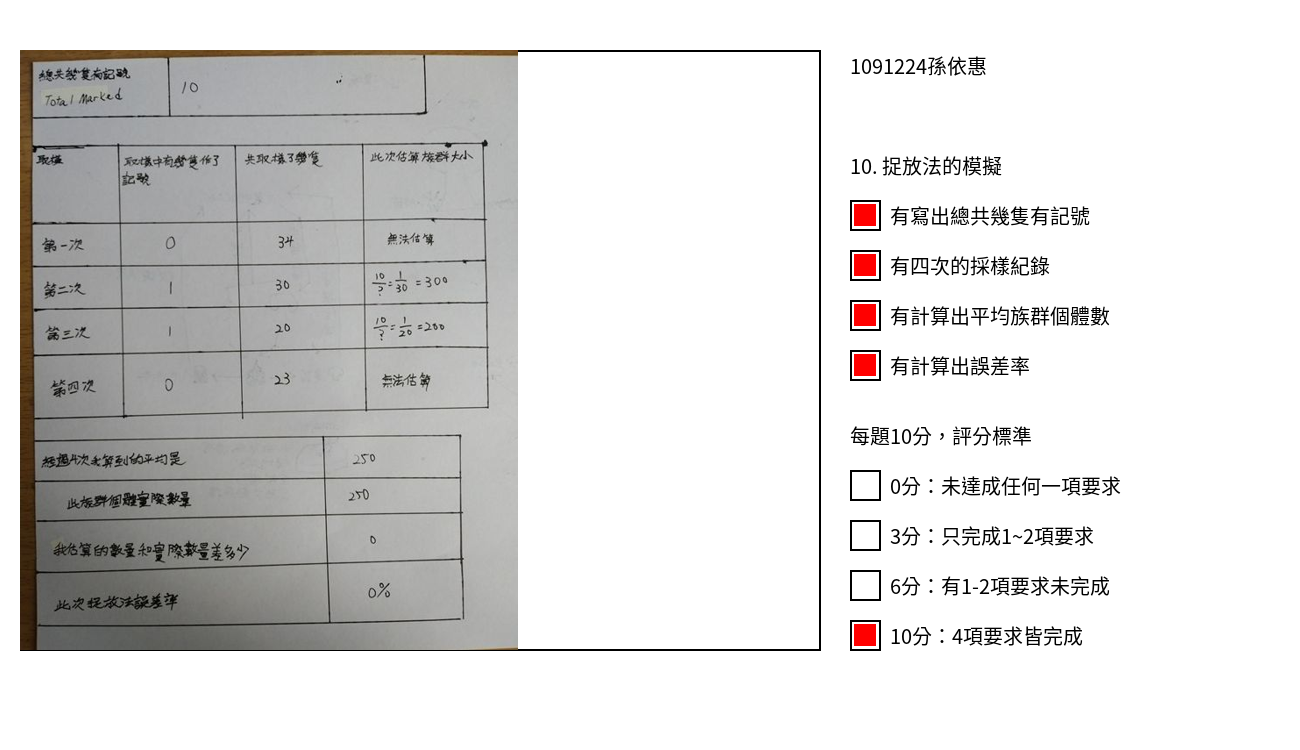 總共幾隻有記號
Total Marked
10
取樣
取樣中有幾隻作了
記號
共取樣了幾隻
此次估算族群大小
第一次
0
34
無法估算
第二次
1
30
10/? = 1/30 = 300
第三次
1
20
10/? = 1/20 = 200
第四次
0
23
無法估算
經過4次我算到的平均是
250
此族群個體實際數量
250
我估算的數量和實際數量差多少
0
此次捉放法誤差率
0%
1091224孫依惠
10. 捉放法的模擬
有寫出總共幾隻有記號
有四次的採樣紀錄
有計算出平均族群個體數
有計算出誤差率
每題10分，評分標準
0分：未達成任何一項要求
3分：只完成1~2項要求
6分：有1-2項要求未完成
10分：4項要求皆完成